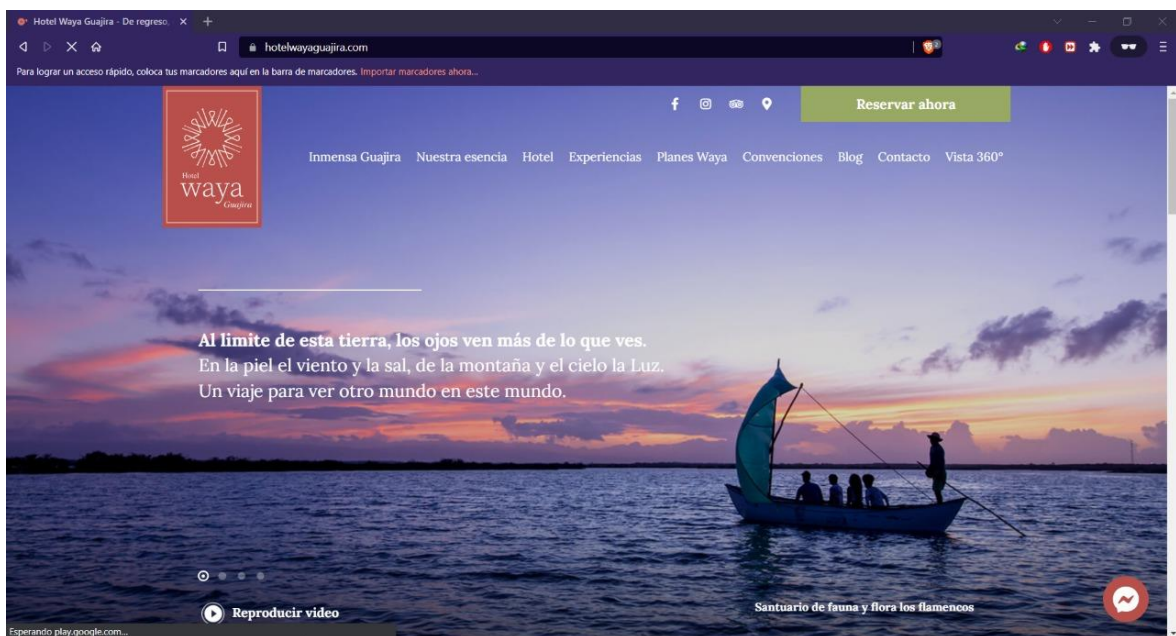 Hotel Waya Guajira - De regreso,
hotelwayaguajira.com
2
Para lograr un acceso rápido, coloca tus marcadores aquí en la barra de marcadores. Importar marcadores ahora...
Reservar ahora
Hotel
waya
Guajira
Inmensa Guajira Nuestra esencia Hotel Experiencias Planes Waya Convenciones Blog Contacto Vista 360°
Al limite de esta tierra, los ojos ven más de lo que ves.
En la piel el viento y la sal, de la montaña y el cielo la Luz.
Un viaje para ver otro mundo en este mundo.
Reproducir video
Santuario de fauna y flora los flamencos
Esperando play.google.com...